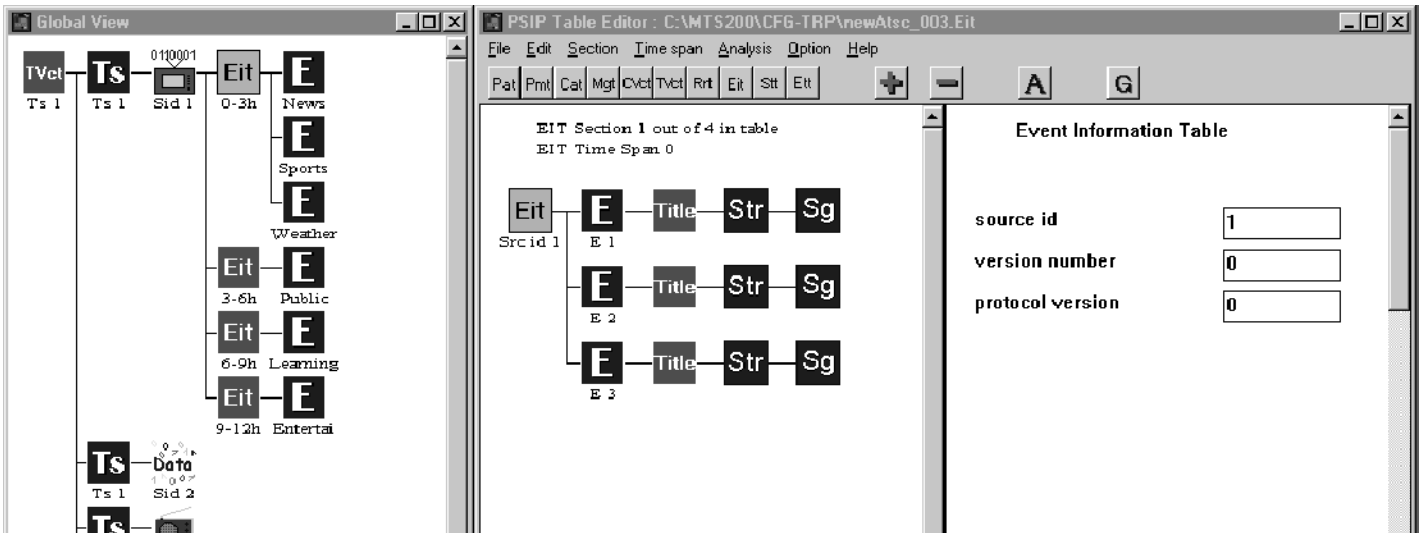 Global View
0110001
TVct Ts Eit E
Ts 1 Ts 1 Sid 1 0-3h News
E
Sports
E
Weather
Eit E
3-6h Public
Eit E
6-9h Learning
Eit E
9-12h Entertai
Ts Data
Ts 1 Sid 2
Ts
PSIP Table Editor : C:\MTS200\CFG-TRP\newAtsc_003.Eit
File Edit Section Time span Analysis Option Help
Pat Pmt Cat Mgt CVct TVct Rrt Eit Stt Ett + - A G
EIT Section 1 out of 4 in table
EIT Time Span 0
Eit E Title Str Sg
Src id 1 E 1
E Title Str Sg
E 2
E Title Str Sg
E 3
Event Information Table
source id 1
version number 0
protocol version 0